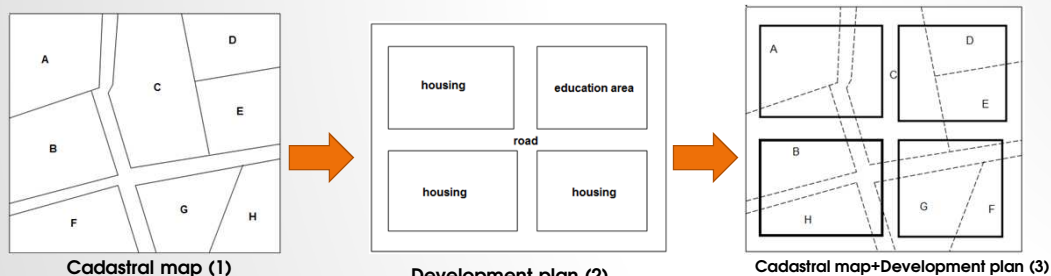 A
D
C
E
B
F
G
H
Cadastral map (1)
housing
education area
road
housing
housing
Development plan (2)
A
D
C
E
B
H
G
F
Cadastral map+Development plan (3)